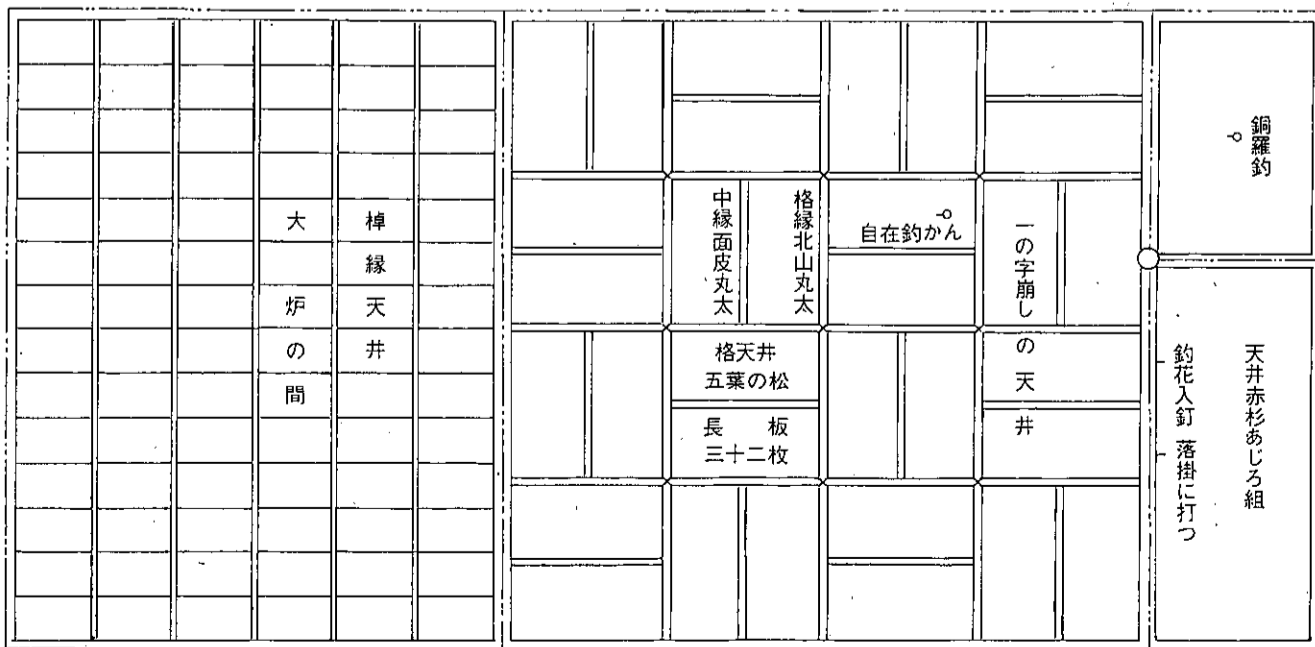 銅羅釣
天井赤杉あじろ組
釣花入釘 落掛に打つ
一の字崩しの天井
自在釣かん
格縁北山丸太
中縁面皮丸太
格天井
五葉の松
長板
三十二枚
棹縁天井
大炉の間